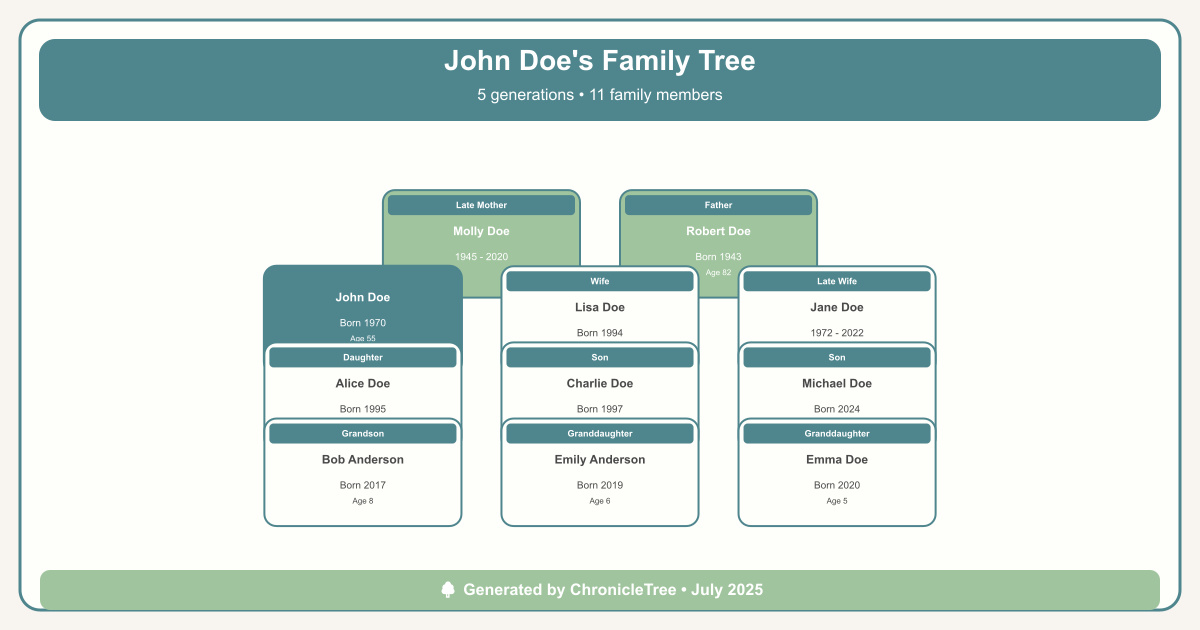 John Doe's Family Tree
5 generations • 11 family members
Late Mother
Molly Doe
1945 - 2020
Father
Robert Doe
Born 1943
Age 82
John Doe
Born 1970
Age 55
Wife
Lisa Doe
Born 1994
Late Wife
Jane Doe
1972 - 2022
Daughter
Alice Doe
Born 1995
Son
Charlie Doe
Born 1997
Son
Michael Doe
Born 2024
Grandson
Bob Anderson
Born 2017
Age 8
Granddaughter
Emily Anderson
Born 2019
Age 6
Granddaughter
Emma Doe
Born 2020
Age 5
Generated by ChronicleTree • July 2025